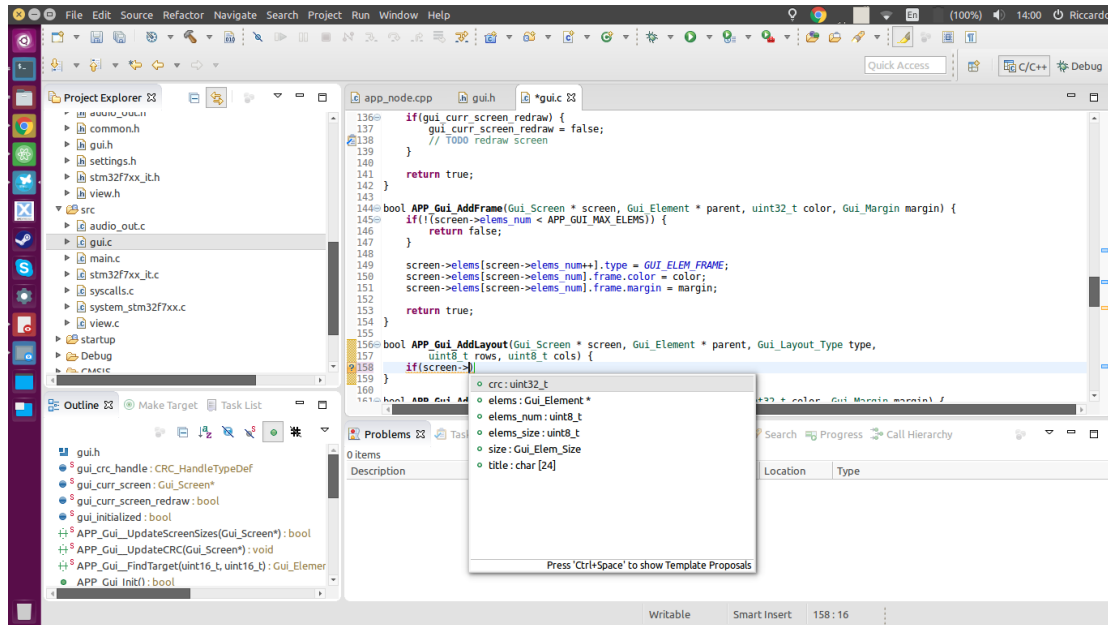 File Edit Source Refactor Navigate Search Project Run Window Help
En (100%) 14:00 Riccardo
Quick Access C/C++ Debug
Project Explorer
common.h
gui.h
settings.h
stm32f7xx_it.h
view.h
src
audio_out.c
gui.c
main.c
stm32f7xx_it.c
syscalls.c
system_stm32f7xx.c
view.c
startup
Debug
CMSIS
app_node.cpp gui.h *gui.c
136 if(gui_curr_screen_redraw) {
137 gui_curr_screen_redraw = false;
138 // TODO redraw screen
139 }
140
141 return true;
142 }
143
144 bool APP_Gui_AddFrame(Gui_Screen * screen, Gui_Element * parent, uint32_t color, Gui_Margin margin) {
145 if(!(screen->elems_num < APP_GUI_MAX_ELEMS)) {
146 return false;
147 }
148
149 screen->elems[screen->elems_num++].type = GUI_ELEM_FRAME;
150 screen->elems[screen->elems_num].frame.color = color;
151 screen->elems[screen->elems_num].frame.margin = margin;
152
153 return true;
154 }
155
156 bool APP_Gui_AddLayout(Gui_Screen * screen, Gui_Element * parent, Gui_Layout_Type type,
157 uint8_t rows, uint8_t cols) {
158 if(screen->)
159 }
160
crc : uint32_t
elems : Gui_Element *
elems_num : uint8_t
elems_size : uint8_t
size : Gui_Elem_Size
title : char [24]
Press 'Ctrl+Space' to show Template Proposals
Outline Make Target Task List
gui.h
gui_crc_handle : CRC_HandleTypeDef
gui_curr_screen : Gui_Screen*
gui_curr_screen_redraw : bool
gui_initialized : bool
APP_Gui__UpdateScreenSizes(Gui_Screen*) : bool
APP_Gui__UpdateCRC(Gui_Screen*) : void
APP_Gui__FindTarget(uint16_t, uint16_t) : Gui_Elemen
APP_Gui_Init() : bool
Problems Tas Search Progress Call Hierarchy
0 items
Description Location Type
Writable Smart Insert 158 : 16